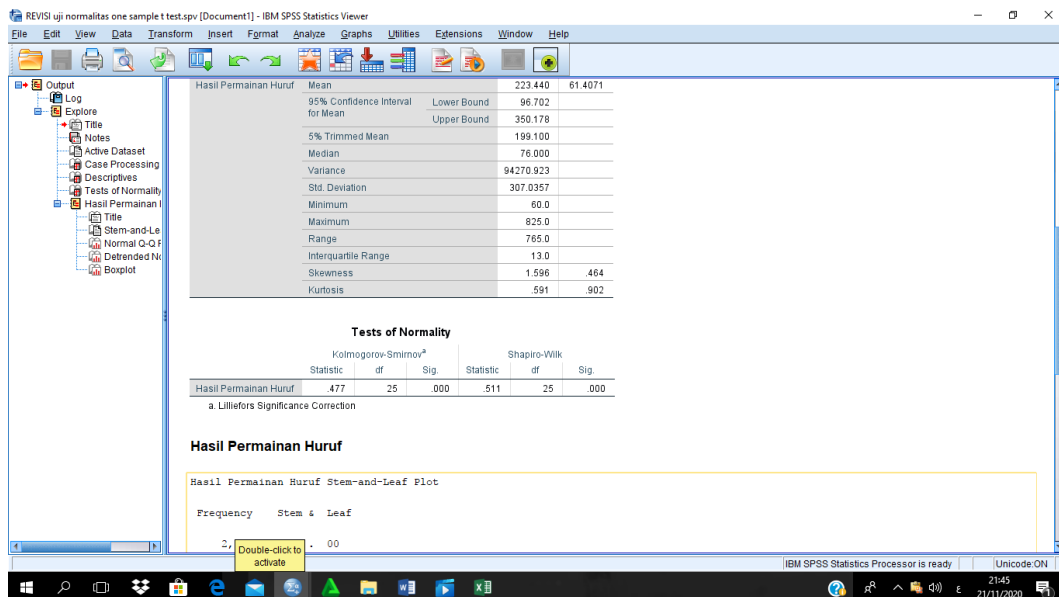 REVISI uji normalitas one sample t test.spv [Document1] - IBM SPSS Statistics Viewer
File Edit View Data Transform Insert Format Analyze Graphs Utilities Extensions Window Help
Output
Log
Explore
Title
Notes
Active Dataset
Case Processing
Descriptives
Tests of Normality
Hasil Permainan
Title
Stem-and-Le
Normal Q-Q
Detrended
Boxplot
Hasil Permainan Huruf Mean 223.440 61.4071
95% Confidence Interval for Mean Lower Bound 96.702
Upper Bound 350.178
5% Trimmed Mean 199.100
Median 76.000
Variance 94270.923
Std. Deviation 307.0357
Minimum 60.0
Maximum 825.0
Range 765.0
Interquartile Range 13.0
Skewness 1.596 .464
Kurtosis .591 .902
Tests of Normality
Kolmogorov-Smirnov^a Shapiro-Wilk
Statistic df Sig. Statistic df Sig.
Hasil Permainan Huruf .477 25 .000 .511 25 .000
a. Lilliefors Significance Correction
Hasil Permainan Huruf
Hasil Permainan Huruf Stem-and-Leaf Plot
Frequency Stem & Leaf
2, . 00
Double-click to
activate
IBM SPSS Statistics Processor is ready Unicode:ON
ع 21:45
21/11/2020